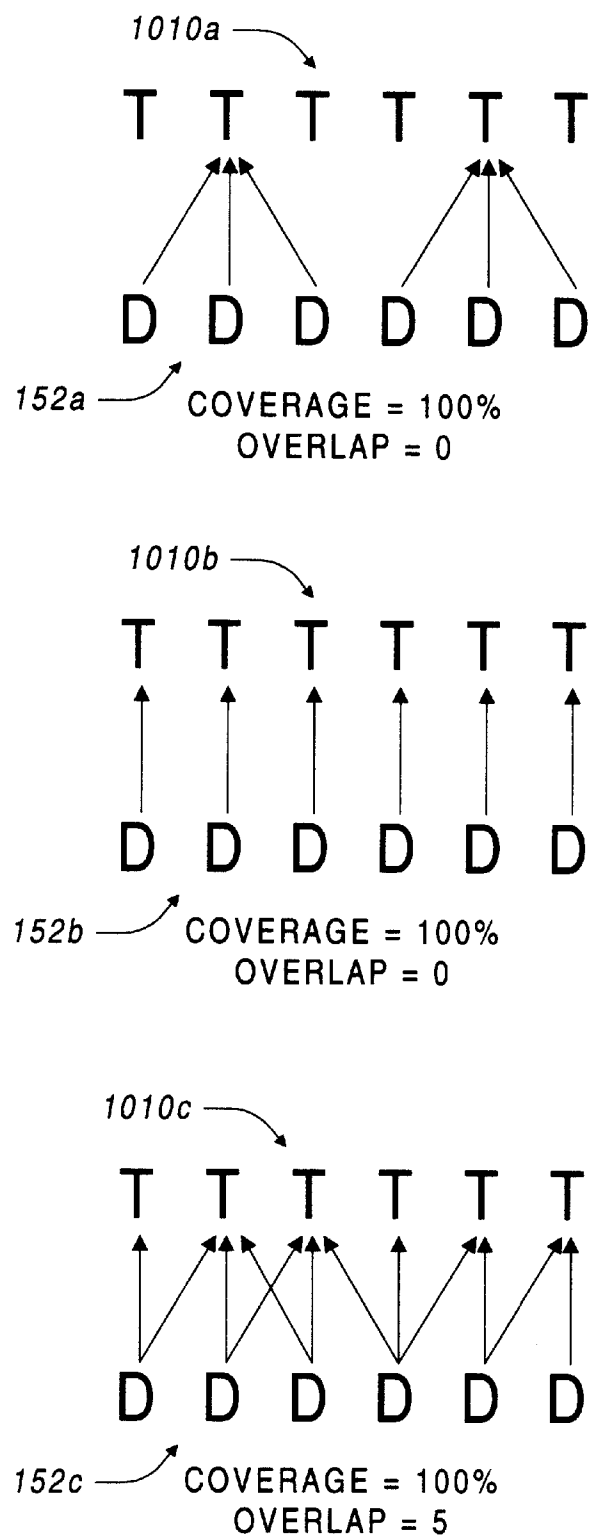 1010a
T T T T T T
D D D D D D
152a
COVERAGE = 100%
OVERLAP = 0
1010b
T T T T T T
D D D D D D
152b
COVERAGE = 100%
OVERLAP = 0
1010c
T T T T T T
D D D D D D
152c
COVERAGE = 100%
OVERLAP = 5